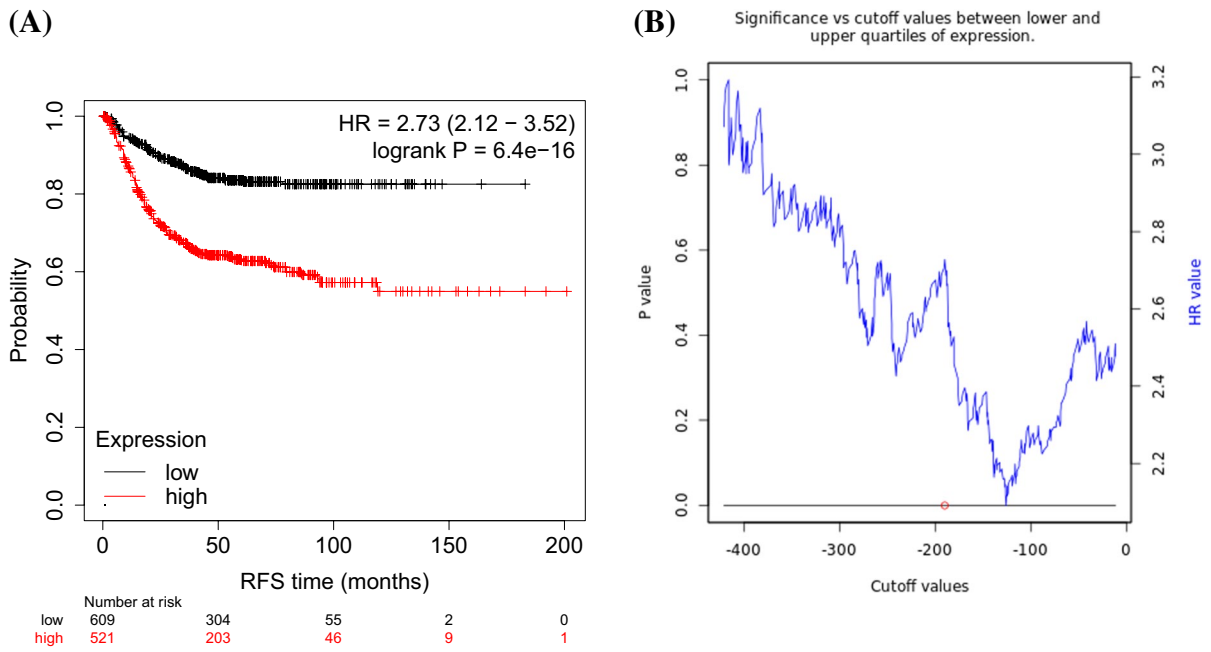 (A)
HR = 2.73 (2.12 − 3.52)
logrank P = 6.4e−16
Probability
1.0
0.8
0.6
0.4
0.2
0.0
Expression
low
high
0 50 100 150 200
RFS time (months)
Number at risk
low 609 304 55 2 0
high 521 203 46 9 1
(B)
Significance vs cutoff values between lower and
upper quartiles of expression.
P value
1.0
0.8
0.6
0.4
0.2
0.0
3.2
3.0
2.8
2.6
2.4
2.2
HR value
-400 -300 -200 -100 0
Cutoff values